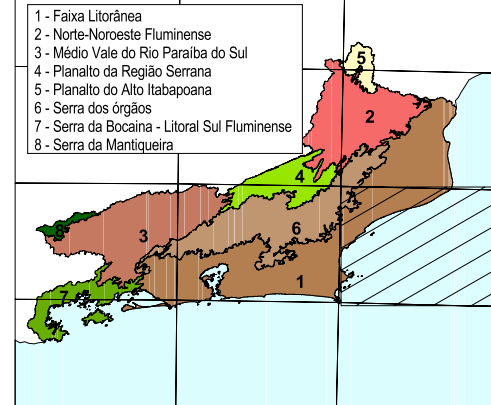 1 - Faixa Litorânea
2 - Norte-Noroeste Fluminense
3 - Médio Vale do Rio Paraíba do Sul
4 - Planalto da Região Serrana
5 - Planalto do Alto Itabapoana
6 - Serra dos órgãos
7 - Serra da Bocaina - Litoral Sul Fluminense
8 - Serra da Mantiqueira
5
2
4
8
3
6
1
7